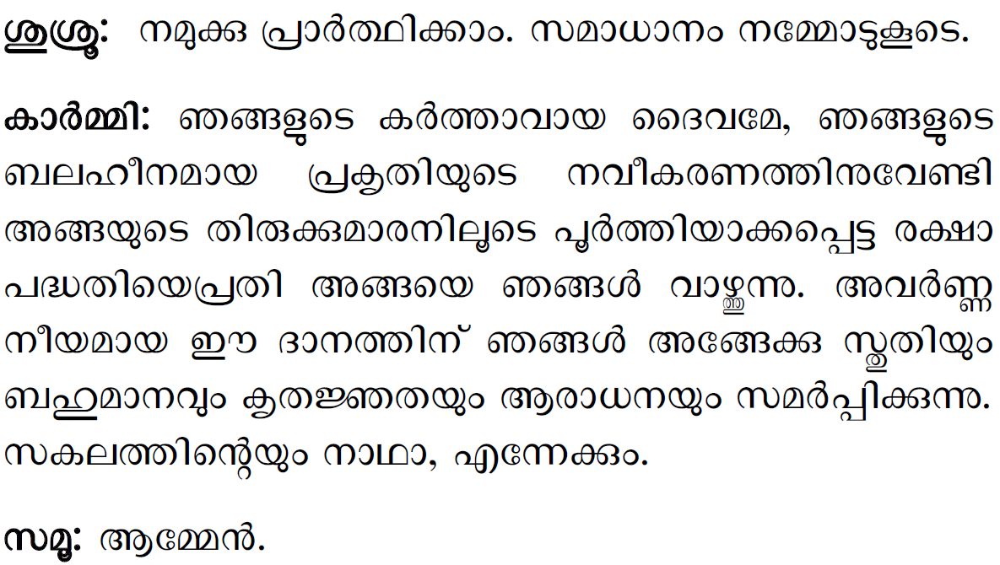 ശുശ്രൂ: നമുക്കു പ്രാർത്ഥിക്കാം. സമാധാനം നമ്മോടുകൂടെ.
കാർമ്മി: ഞങ്ങളുടെ കർത്താവായ ദൈവമേ, ഞങ്ങളുടെ
ബലഹീനമായ പ്രകൃതിയുടെ നവീകരണത്തിനുവേണ്ടി
അങ്ങയുടെ തിരുക്കുമാരനിലൂടെ പൂർത്തിയാക്കപ്പെട്ട രക്ഷാ
പദ്ധതിയെപ്രതി അങ്ങയെ ഞങ്ങൾ വാഴ്ത്തുന്നു. അവർണ്ണ
നീയമായ ഈ ദാനത്തിന് ഞങ്ങൾ അങ്ങേക്കു സ്തുതിയും
ബഹുമാനവും കൃതജ്ഞതയും ആരാധനയും സമർപ്പിക്കുന്നു.
സകലത്തിന്റെയും നാഥാ, എന്നേക്കും.
സമൂ: ആമ്മേൻ.